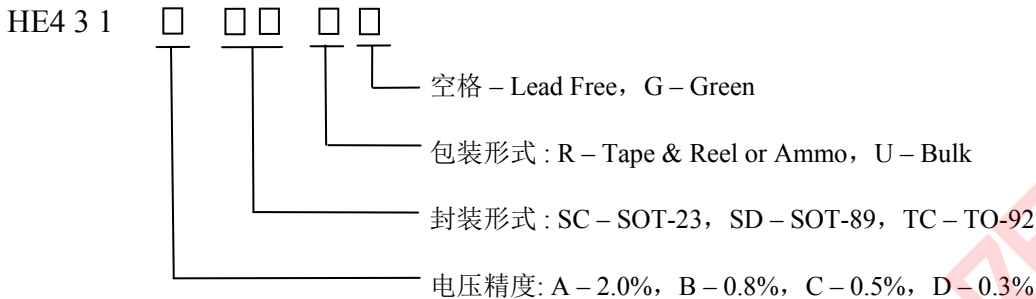 HE4 3 1 □ □□ □ □
空格 – Lead Free，G – Green
包装形式 : R – Tape & Reel or Ammo，U – Bulk
封装形式 : SC – SOT-23，SD – SOT-89，TC – TO-92
电压精度: A – 2.0%，B – 0.8%，C – 0.5%，D – 0.3%